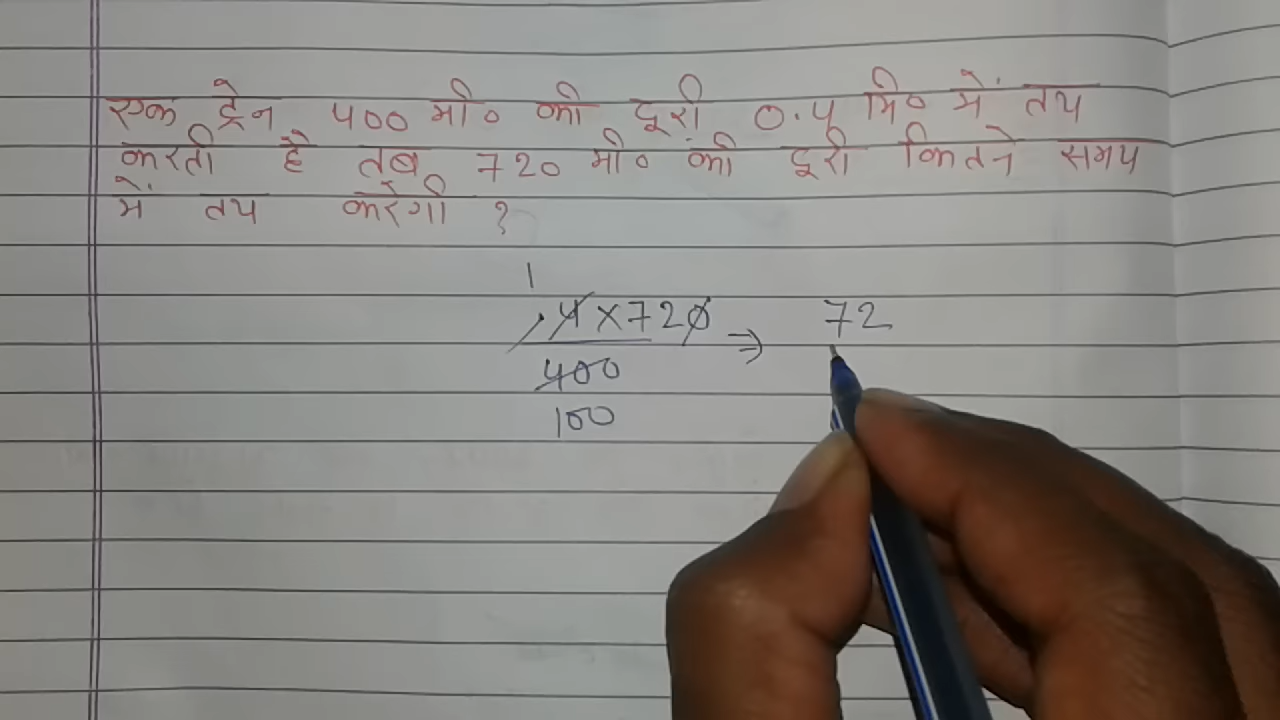 एक ट्रेन 400 मी० की दूरी 0.4 मि० में तय
करती है तब 720 मी० की दूरी कितने समय
में तय करेगी ?
1
.4 × 720 ⇒ 72
400
100